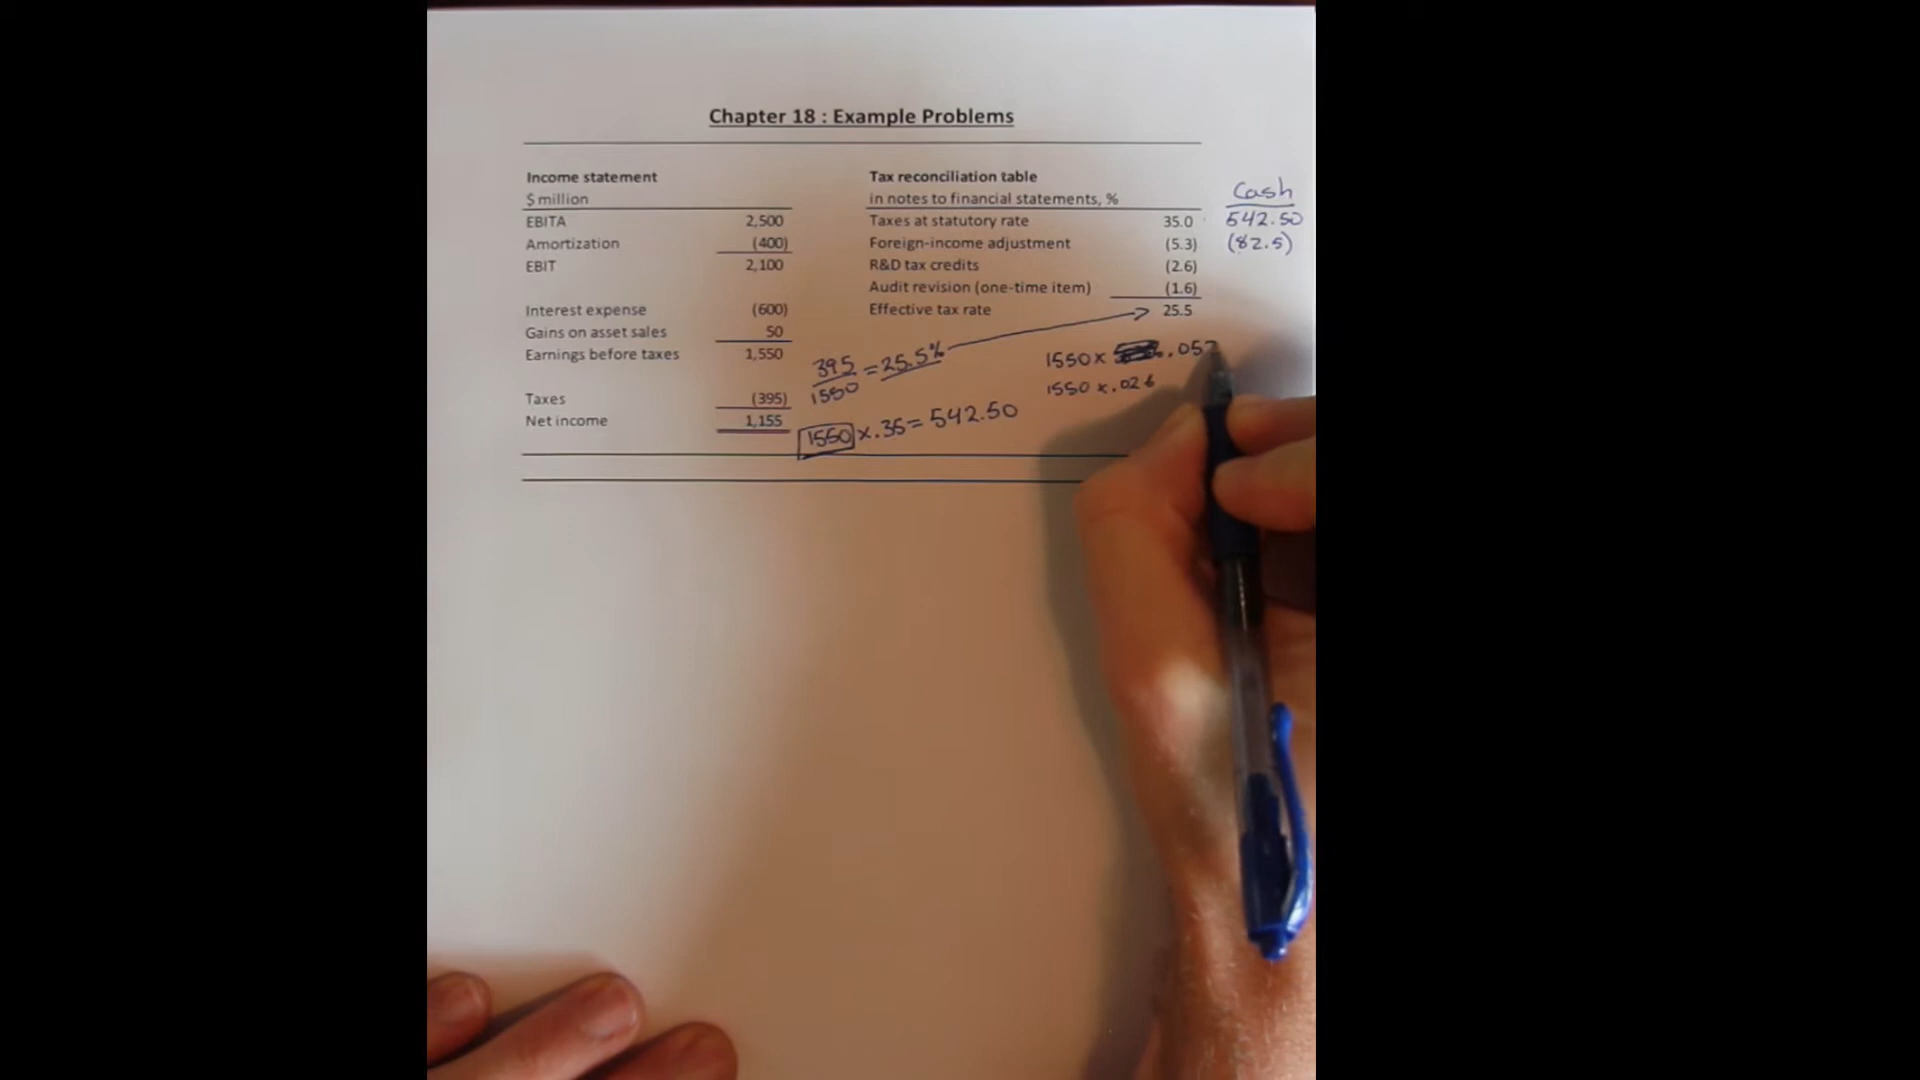 Chapter 18 : Example Problems
Income statement
$ million
EBITA 2,500
Amortization (400)
EBIT 2,100
Interest expense (600)
Gains on asset sales 50
Earnings before taxes 1,550
Taxes (395)
Net income 1,155
Tax reconciliation table
in notes to financial statements, %
Taxes at statutory rate 35.0
Foreign-income adjustment (5.3)
R&D tax credits (2.6)
Audit revision (one-time item) (1.6)
Effective tax rate 25.5
Cash
542.50
(82.5)
395
1550
= 25.5%
1550 x .35 = 542.50
1550 x .05
1550 x .026